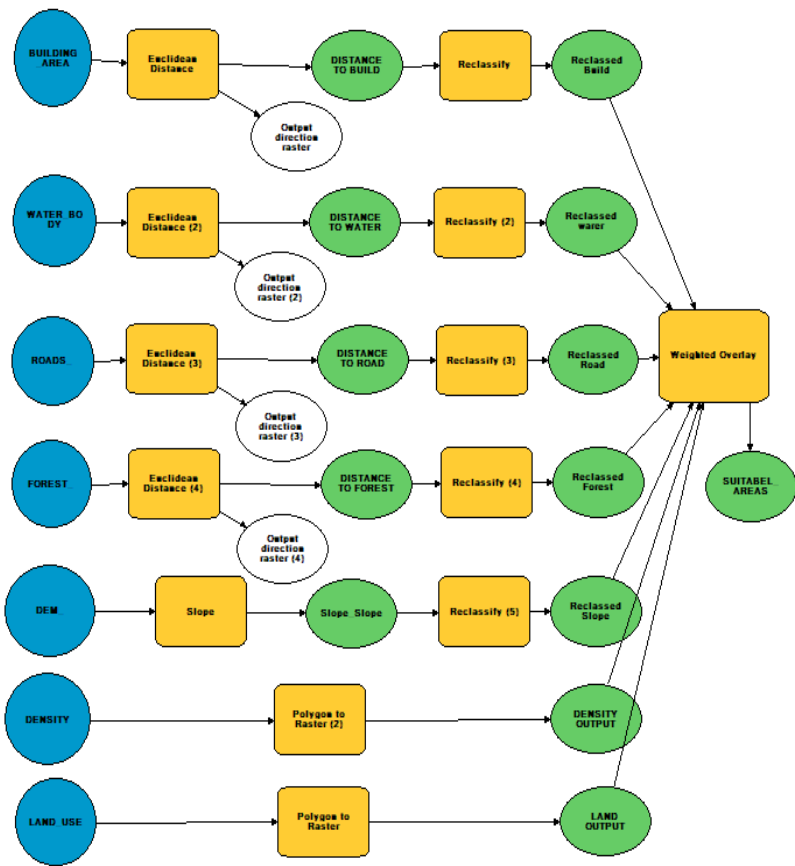 BUILDING
_AREA
Euclidean
Distance
DISTANCE
TO BUILD
Reclassify
Reclassed
Build
Output
direction
raster
WATER_BO
DY
Euclidean
Distance (2)
DISTANCE
TO WATER
Reclassify (2)
Reclassed
warer
Output
direction
raster (2)
ROADS_
Euclidean
Distance (3)
DISTANCE
TO ROAD
Reclassify (3)
Reclassed
Road
Weighted Overlay
Output
direction
raster (3)
FOREST_
Euclidean
Distance (4)
DISTANCE
TO FOREST
Reclassify (4)
Reclassed
Forest
SUITABEL_
AREAS
Output
direction
raster (4)
DEM_
Slope
Slope_Slope
Reclassify (5)
Reclassed
Slope
DENSITY
Polygon to
Raster (2)
DENSITY
OUTPUT
LAND_USE
Polygon to
Raster
LAND
OUTPUT